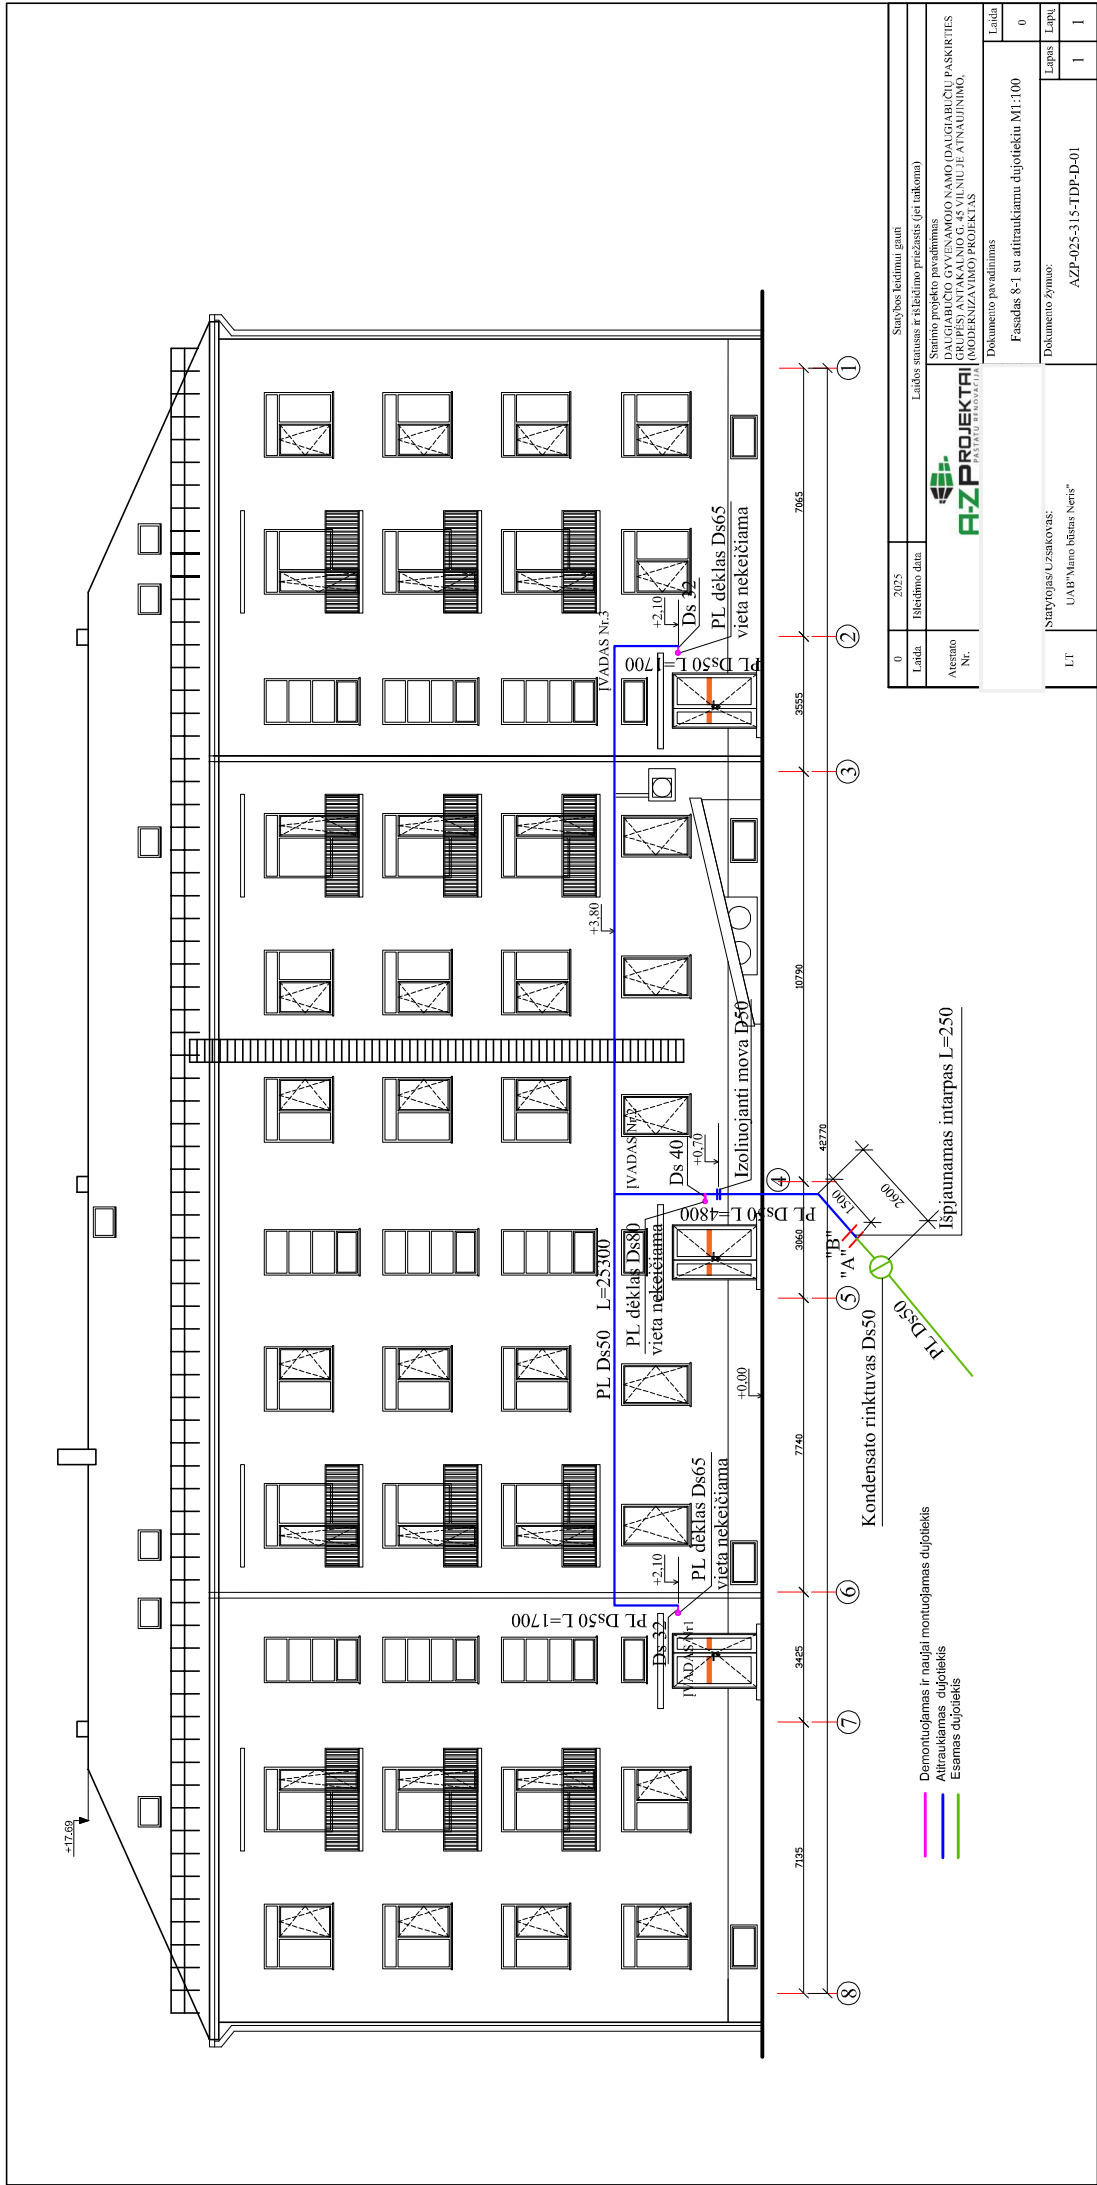 +17.69
+3,80
ĮVADAS Nr.3
+2,10
Ds 32
PL dėklas Ds65
vieta nekeičiama
PL Ds50 L=1700
ĮVADAS Nr.2
Ds 40
+0,70
Izoliuojanti mova D50
PL Ds50 L=4800
PL Ds50 L=25300
PL dėklas Ds80
vieta nekeičiama
+0,00
+2,10
PL dėklas Ds65
vieta nekeičiama
PL Ds50 L=1700
Ds 32
ĮVADAS Nr1
7135
3425
7740
3060
10790
3555
7065
42770
8
7
6
5
4
3
2
1
1500
2600
"B"
"A"
Išpjaunamas intarpas L=250
Kondensato rinktuvas Ds50
PL Ds50
Demontuojamas ir naujai montuojamas dujotiekis
Atitraukiamas dujotiekis
Esamas dujotiekis
0
2025
Statybos leidimui gauti
Laida
Išleidimo data
Laidos statusas ir išleidimo priežastis (jei taikoma)
Atestato
Nr.
A-Z PROJEKTAI
PASTATŲ RENOVACIJA
Statinio projekto pavadinimas
DAUGIABUČIO GYVENAMOJO NAMO (DAUGIABUČIŲ PASKIRTIES
GRUPĖS) ANTAKALNIO G. 45 VILNIUJE ATNAUJINIMO,
(MODERNIZAVIMO) PROJEKTAS
Dokumento pavadinimas
Fasadas 8-1 su atitraukiamu dujotiekiu M1:100
Laida
0
LT
Statytojas/Užsakovas:
UAB"Mano būstas Neris"
Dokumento žymuo:
AZP-025-315-TDP-D-01
Lapas
Lapų
1
1